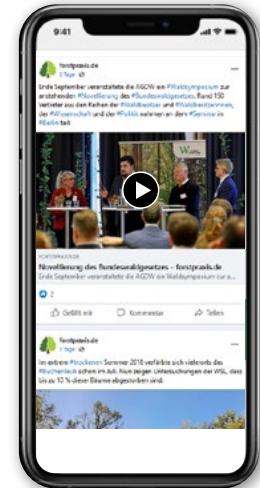 9:41
forstpraxis.de
2 Tage
Ende September veranstaltete die AGDW ein #Waldsymposium zur
anstehenden #Novellierung des #Bundeswaldgesetzes. Rund 150
Vertreter aus den Reihen der #Waldbesitzer und #Waldbesitzerinnen,
der #Wissenschaft und der #Politik nahmen an dem #Seminar in
#Berlin teil:
W
FORSTPRAXIS.DE
Novellierung des Bundeswaldgesetzes - forstpraxis.de
Ende September veranstaltete die AGDW ein Waldsymposium zur a...
2
Gefällt mir
Kommentar
Teilen
forstpraxis.de
2 Tage
Im extrem #trockenen Sommer 2018 verfärbte sich vielerorts das
#Buchenlaub schon im Juli. Nun zeigen Untersuchungen der WSL, dass
bis zu 10 % dieser Bäume abgestorben sind.